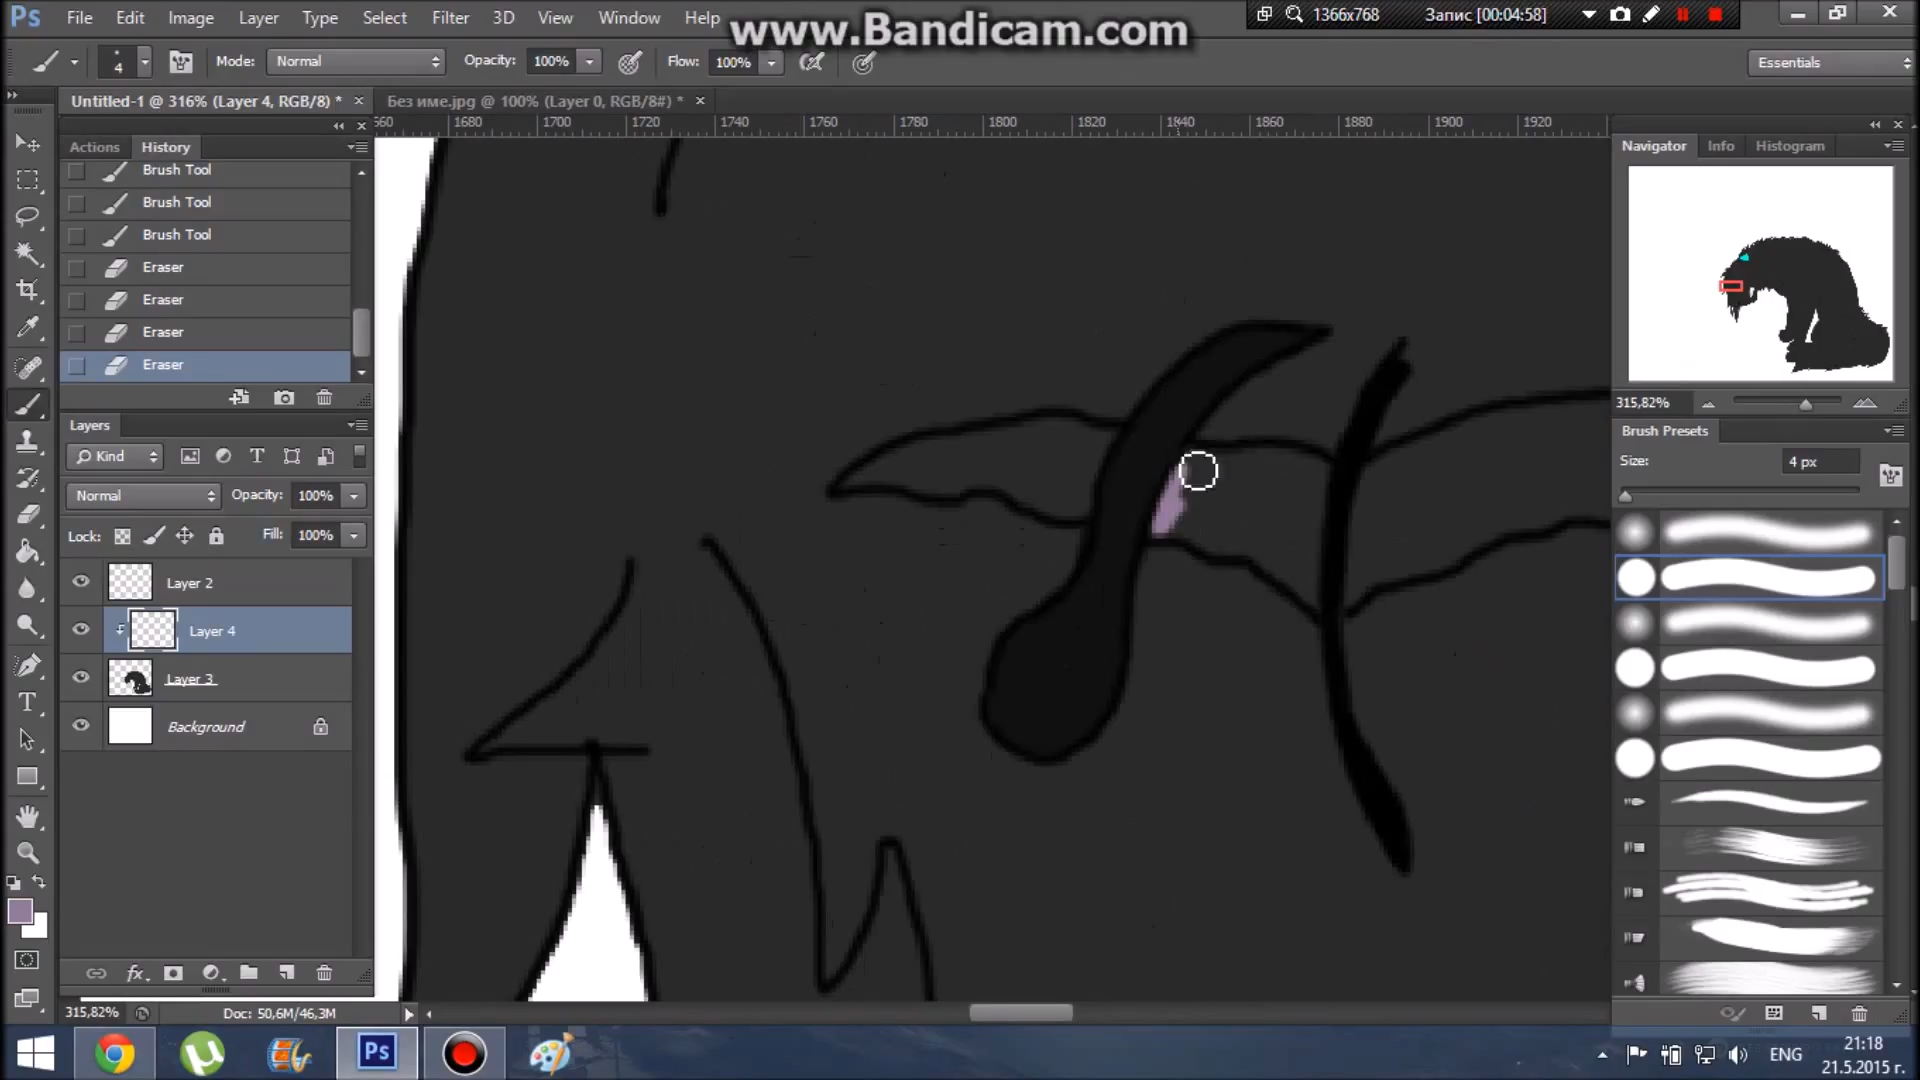 Ps File Edit Image Layer Type Select Filter 3D View Window Help
www.Bandicam.com
1366x768 Запис [00:04:58]
4 Mode: Normal Opacity: 100% Flow: 100% Essentials
Untitled-1 @ 316% (Layer 4, RGB/8) * × Без име.jpg @ 100% (Layer 0, RGB/8#) * ×
660 1680 1700 1720 1740 1760 1780 1800 1820 1840 1860 1880 1900 1920
Actions History
Brush Tool
Brush Tool
Brush Tool
Eraser
Eraser
Eraser
Eraser
Layers
Kind
Normal Opacity: 100%
Lock: Fill: 100%
Layer 2
Layer 4
Layer 3
Background
fx
315,82% Doc: 50,6M/46,3M
Navigator Info Histogram
315,82%
Brush Presets
Size: 4 px
Ps
ENG
21:18
21.5.2015 г.